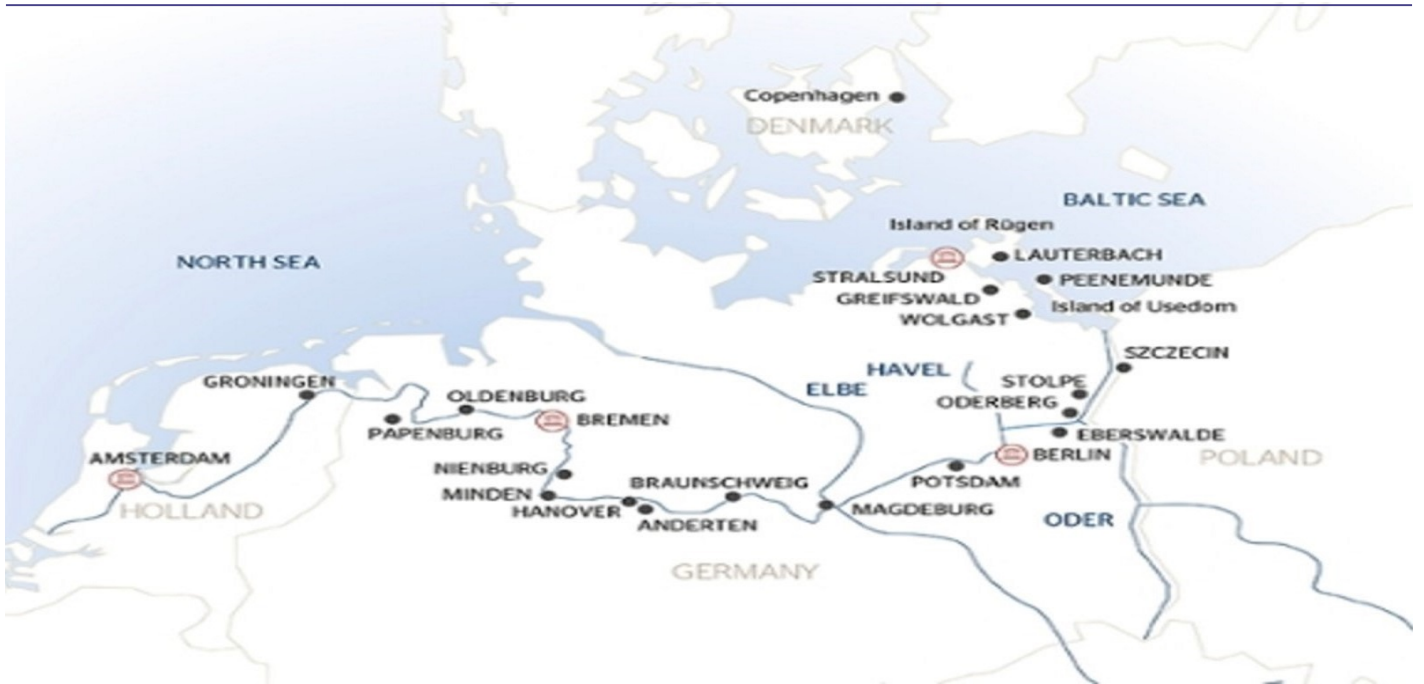 Copenhagen
DENMARK
BALTIC SEA
Island of Rügen
NORTH SEA
LAUTERBACH
STRALSUND
PEENEMUNDE
GREIFSWALD
Island of Usedom
WOLGAST
SZCZECIN
HAVEL
GRONINGEN
STOLPE
ELBE
OLDENBURG
ODERBERG
BREMEN
PAPENBURG
EBERSWALDE
AMSTERDAM
BERLIN
POLAND
NIENBURG
POTSDAM
BRAUNSCHWEIG
MINDEN
HOLLAND
HANOVER
MAGDEBURG
ANDERTEN
ODER
GERMANY